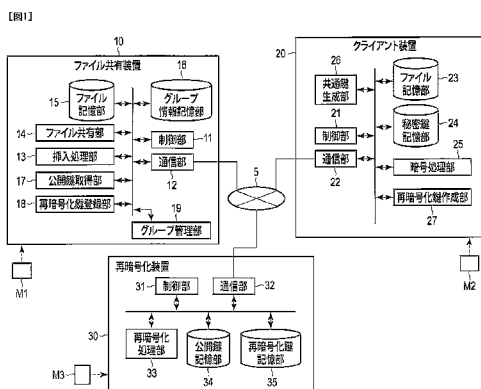 [図1]
10
ファイル共有装置
15
ファイル記憶部
16
グループ情報記憶部
14
ファイル共有部
11
制御部
13
挿入処理部
通信部
12
17
公開鍵取得部
18
再暗号化鍵登録部
19
グループ管理部
M1
5
20
クライアント装置
26
共通鍵生成部
ファイル記憶部
23
21
制御部
秘密鍵記憶部
24
通信部
22
25
暗号処理部
再暗号化鍵作成部
27
M2
再暗号化装置
31
制御部
通信部
32
30
再暗号化処理部
33
公開鍵記憶部
34
再暗号化鍵記憶部
35
M3